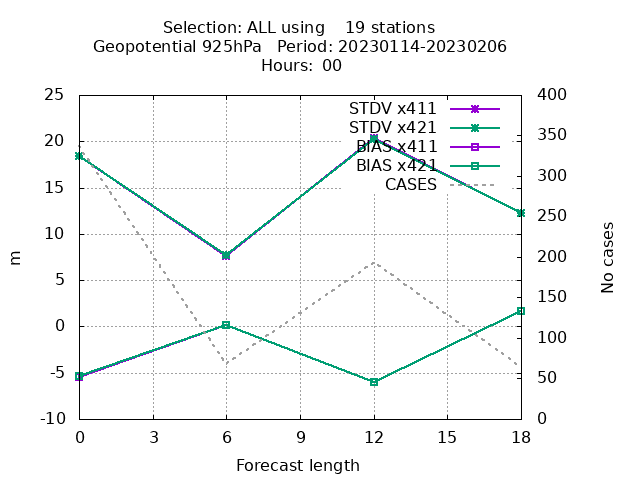 Selection: ALL using    19 stations
Geopotential 925hPa   Period: 20230114-20230206
Hours: 00
25
20
15
10
5
0
-5
-10
m
STDV x411
STDV x421
BIAS x411
BIAS x421
CASES
400
350
300
250
200
150
100
50
0
No cases
0 3 6 9 12 15 18
Forecast length